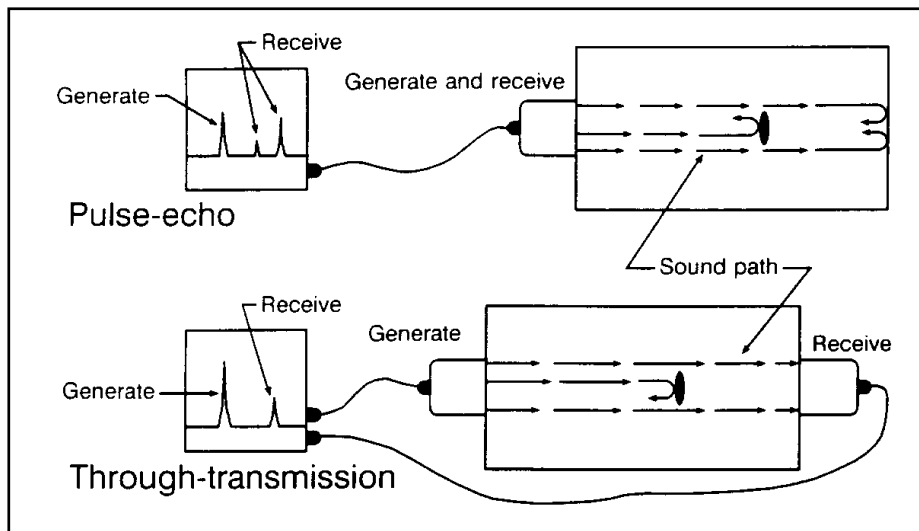 Receive
Generate
Generate and receive
Pulse-echo
Sound path
Receive
Generate
Receive
Generate
Through-transmission